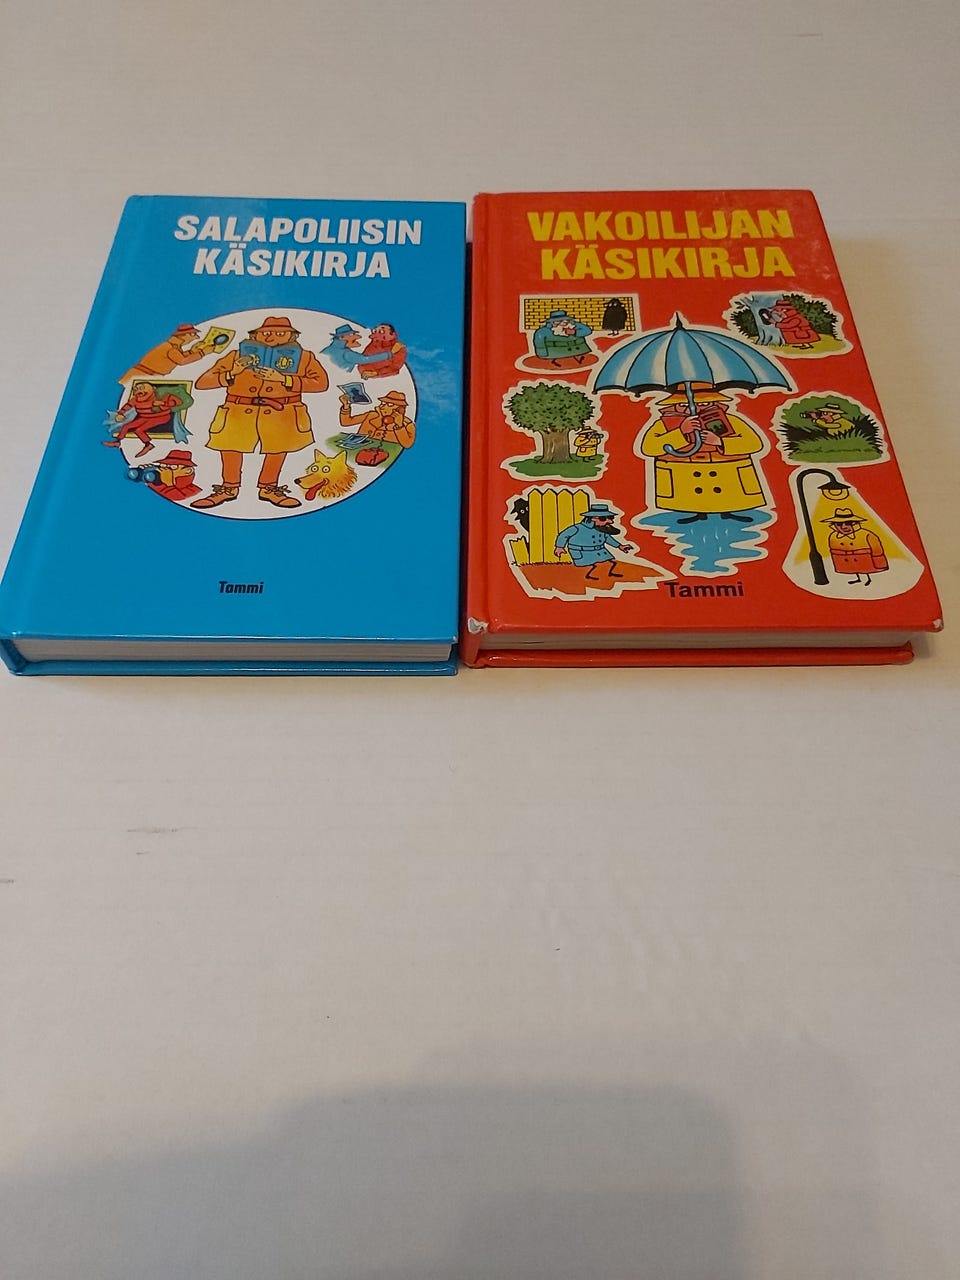 SALAPOLIISIN
KÄSIKIRJA
Tammi
VAKOILIJAN
KÄSIKIRJA
Tammi